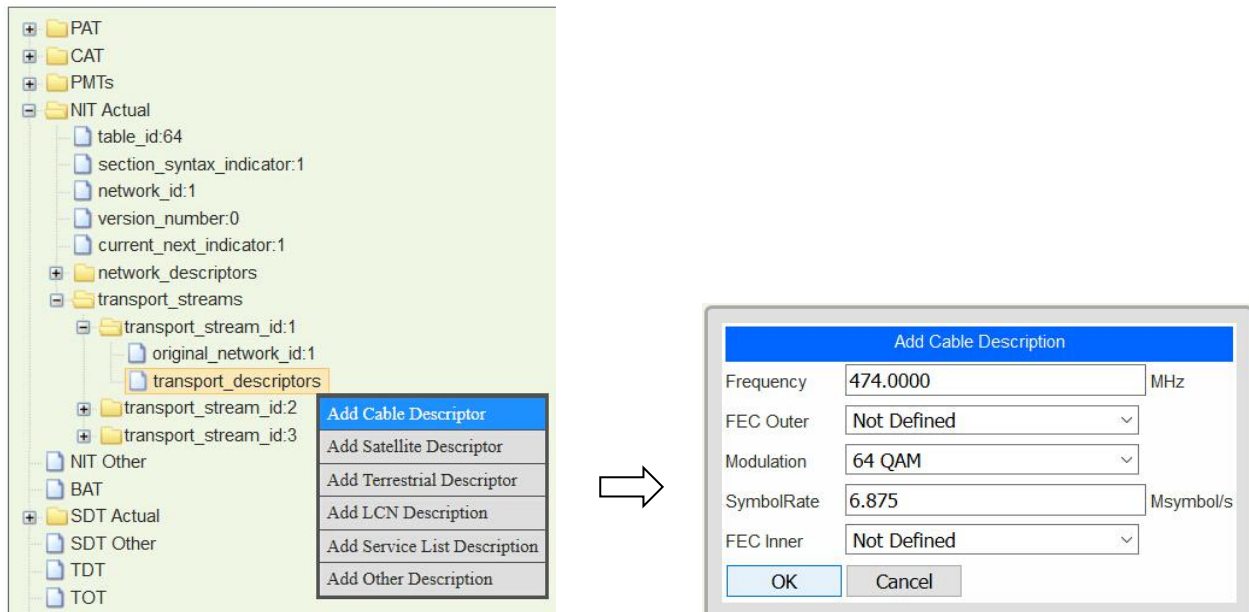 PAT
CAT
PMTs
NIT Actual
table_id:64
section_syntax_indicator:1
network_id:1
version_number:0
current_next_indicator:1
network_descriptors
transport_streams
transport_stream_id:1
original_network_id:1
transport_descriptors
transport_stream_id:2
transport_stream_id:3
NIT Other
BAT
SDT Actual
SDT Other
TDT
TOT
Add Cable Descriptor
Add Satellite Descriptor
Add Terrestrial Descriptor
Add LCN Description
Add Service List Description
Add Other Description
Add Cable Description
Frequency 474.0000 MHz
FEC Outer Not Defined
Modulation 64 QAM
SymbolRate 6.875 Msymbol/s
FEC Inner Not Defined
OK Cancel